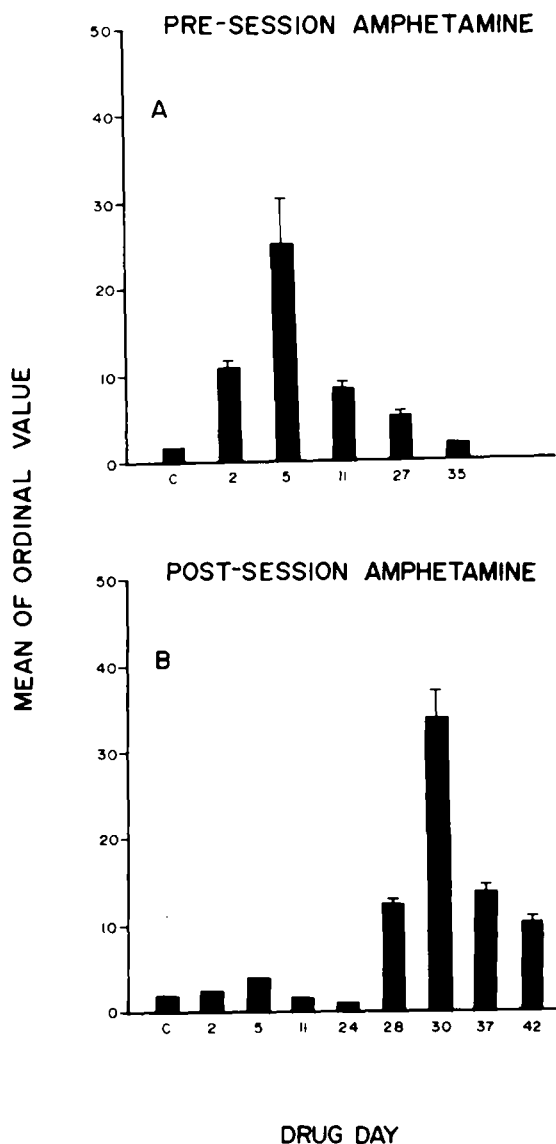 PRE-SESSION AMPHETAMINE
50
A
40
30
20
10
0
C 2 5 11 27 35
MEAN OF ORDINAL VALUE
POST-SESSION AMPHETAMINE
50
B
40
30
20
10
0
C 2 5 11 24 28 30 37 42
DRUG DAY